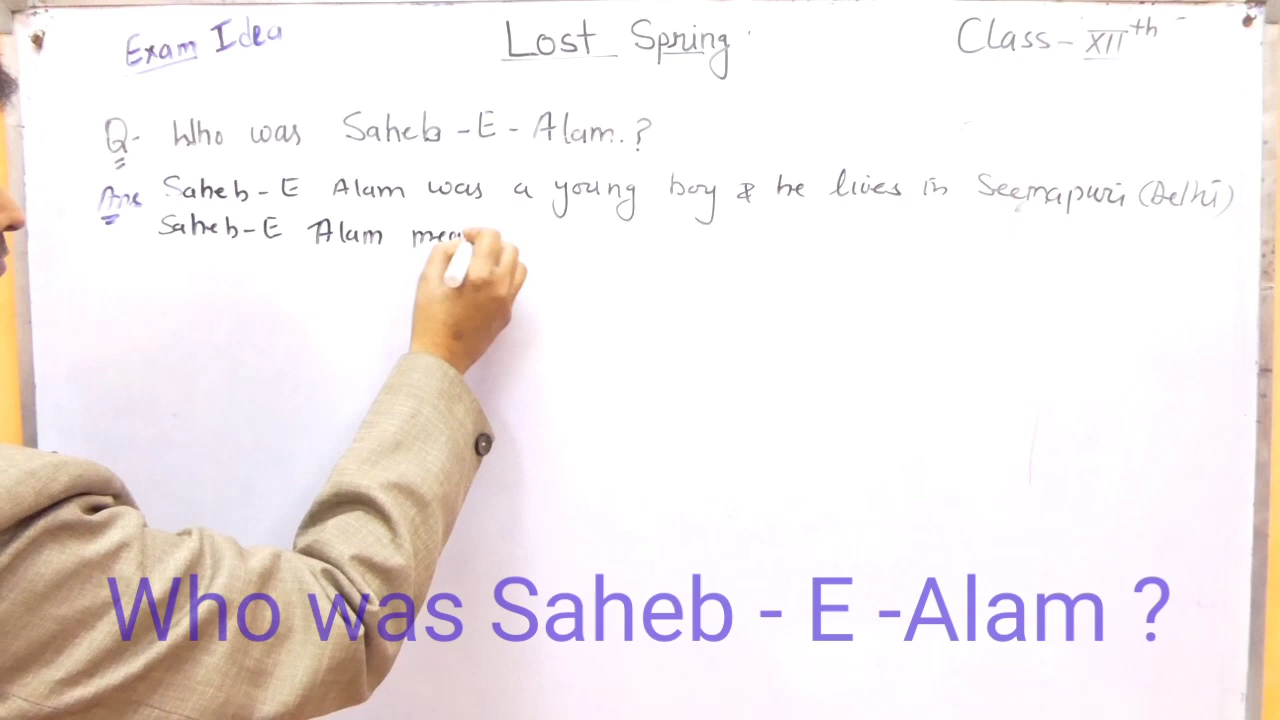 Exam Idea
Lost Spring
Class - XIIth
Q- Who was Saheb - E - Alam.?
Ans Saheb - E Alam was a young boy & he lives in Seemapuri (Delhi)
Saheb - E Alam mea
Who was Saheb - E -Alam ?